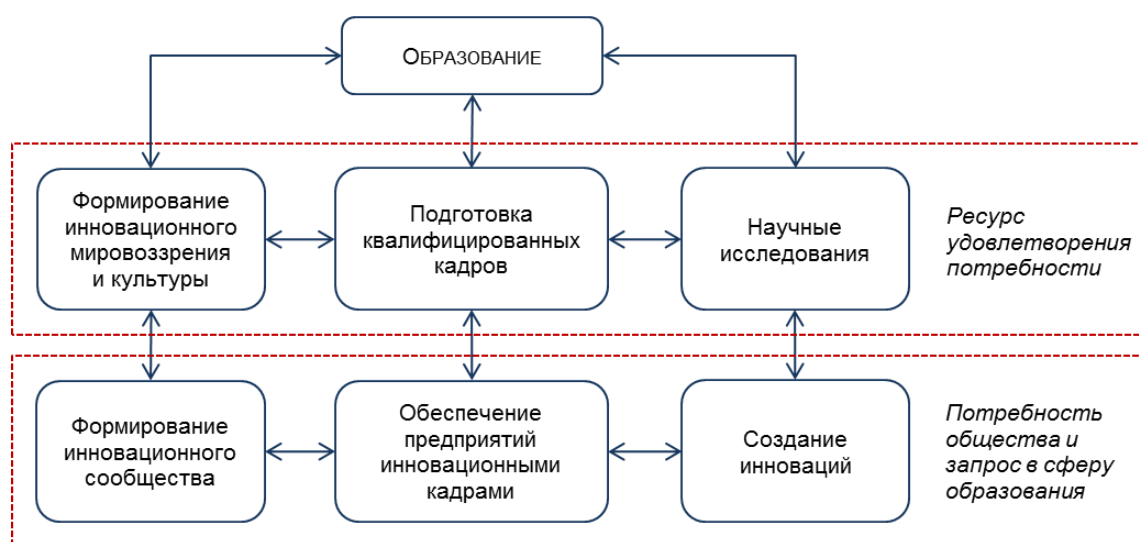 ОБРАЗОВАНИЕ
Формирование
инновационного
мировоззрения
и культуры
Подготовка
квалифицированных
кадров
Научные
исследования
Ресурс
удовлетворения
потребности
Формирование
инновационного
сообщества
Обеспечение
предприятий
инновационными
кадрами
Создание
инноваций
Потребность
общества и
запрос в сферу
образования